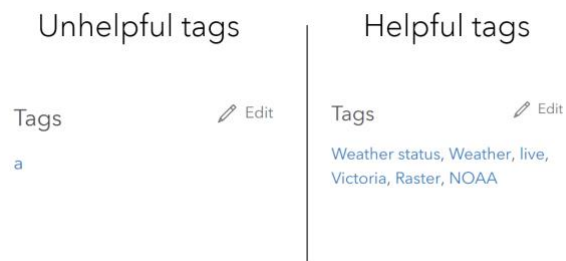 Unhelpful tags
Tags
Edit
a
Helpful tags
Tags
Edit
Weather status, Weather, live,
Victoria, Raster, NOAA